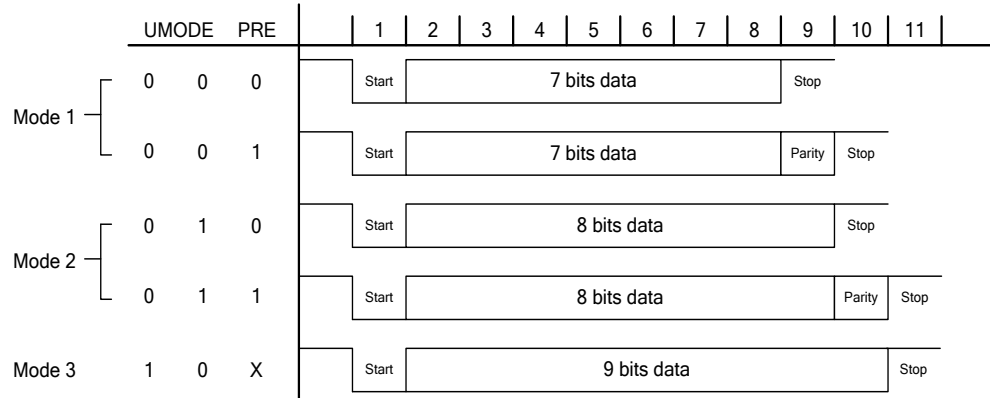 UMODE PRE 1 2 3 4 5 6 7 8 9 10 11
0 0 0 Start 7 bits data Stop
Mode 1
0 0 1 Start 7 bits data Parity Stop
0 1 0 Start 8 bits data Stop
Mode 2
0 1 1 Start 8 bits data Parity Stop
Mode 3 1 0 X Start 9 bits data Stop